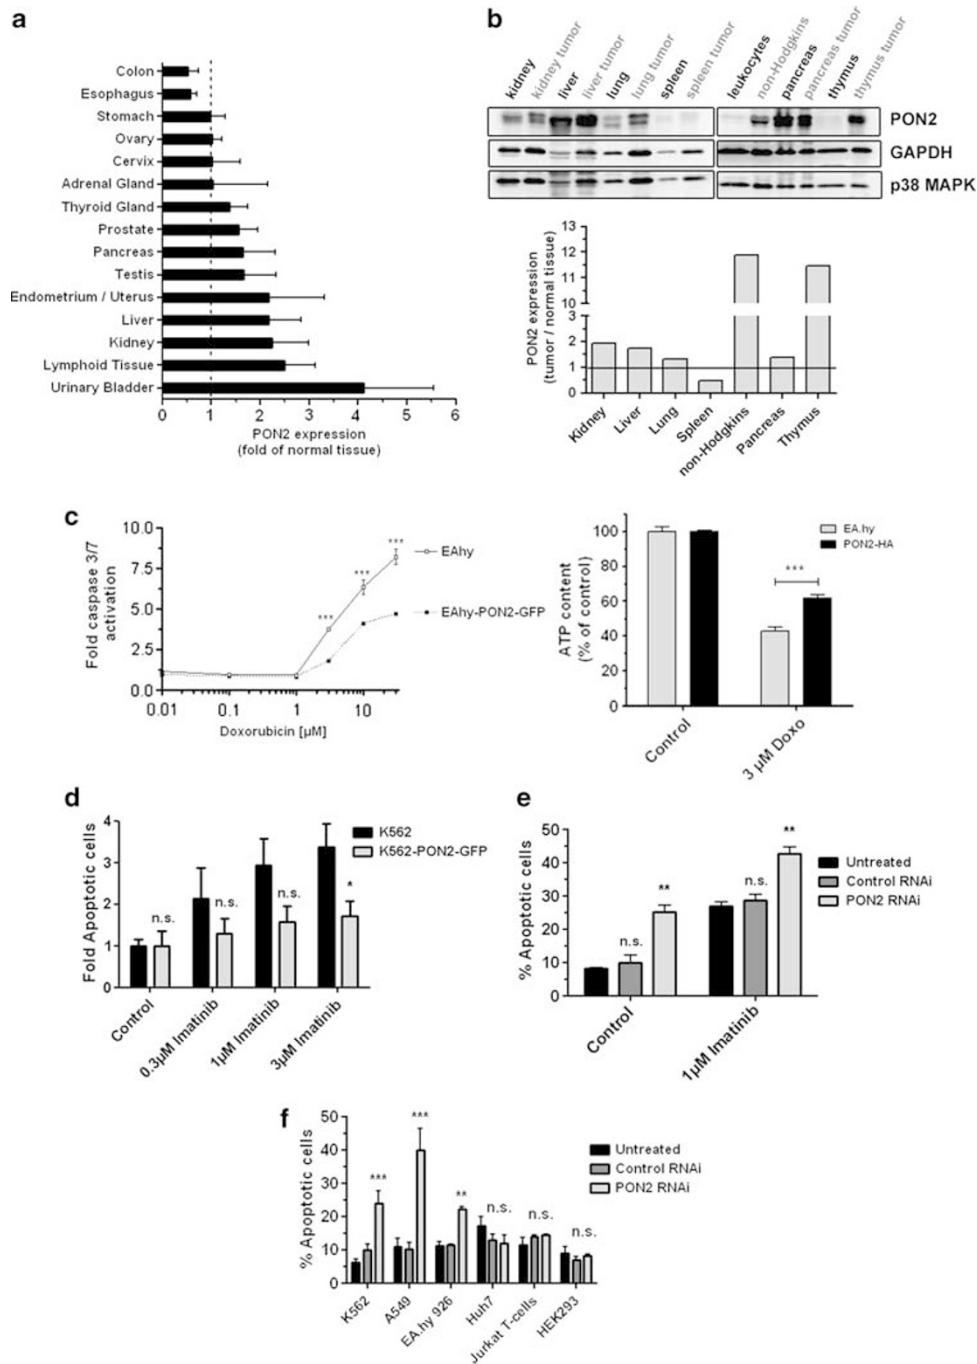 a
Colon
Esophagus
Stomach
Ovary
Cervix
Adrenal Gland
Thyroid Gland
Prostate
Pancreas
Testis
Endometrium / Uterus
Liver
Kidney
Lymphoid Tissue
Urinary Bladder
0 1 2 3 4 5 6
PON2 expression
(fold of normal tissue)
b
kidney
kidney tumor
liver
liver tumor
lung
lung tumor
spleen
spleen tumor
leukocytes
non-Hodgkins
pancreas
pancreas tumor
thymus
thymus tumor
PON2
GAPDH
p38 MAPK
PON2 expression
(tumor / normal tissue)
13
12
11
10
3
2
1
0
Kidney
Liver
Lung
Spleen
non-Hodgkins
Pancreas
Thymus
c
Fold caspase 3/7
activation
10.0
7.5
5.0
2.5
0.0
***
***
***
EAhy
EAhy-PON2-GFP
0.01 0.1 1 10
Doxorubicin [µM]
ATP content
(% of control)
100
80
60
40
20
0
EA.hy
PON2-HA
***
Control
3 µM Doxo
d
Fold Apoptotic cells
4
3
2
1
0
K562
K562-PON2-GFP
n.s.
n.s.
n.s.
*
Control
0.3µM Imatinib
1µM Imatinib
3µM Imatinib
e
% Apoptotic cells
50
40
30
20
10
0
n.s.
**
n.s.
**
Untreated
Control RNAi
PON2 RNAi
Control
1µM Imatinib
f
% Apoptotic cells
50
40
30
20
10
0
***
***
**
n.s.
n.s.
n.s.
Untreated
Control RNAi
PON2 RNAi
K562
A549
EA.hy 926
Huh7
Jurkat T-cells
HEK293